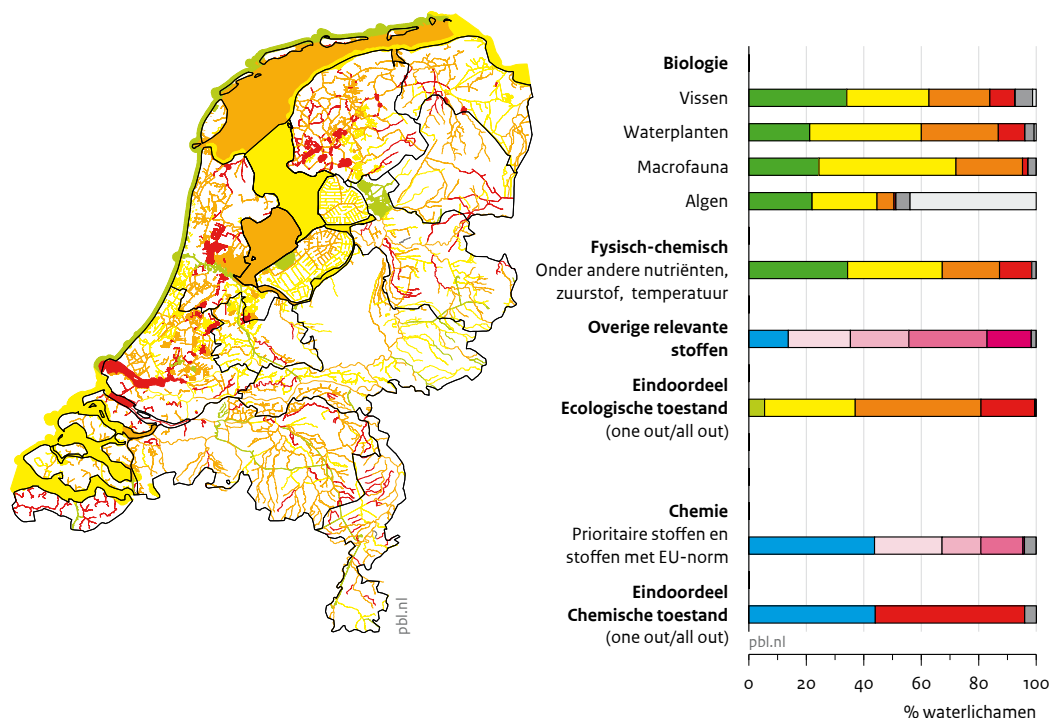 Biologie
Vissen
Waterplanten
Macrofauna
Algen
Fysisch-chemisch
Onder andere nutriënten,
zuurstof, temperatuur
Overige relevante
stoffen
Eindoordeel
Ecologische toestand
(one out/all out)
Chemie
Prioritaire stoffen en
stoffen met EU-norm
Eindoordeel
Chemische toestand
(one out/all out)
pbl.nl
pbl.nl
0 20 40 60 80 100
% waterlichamen